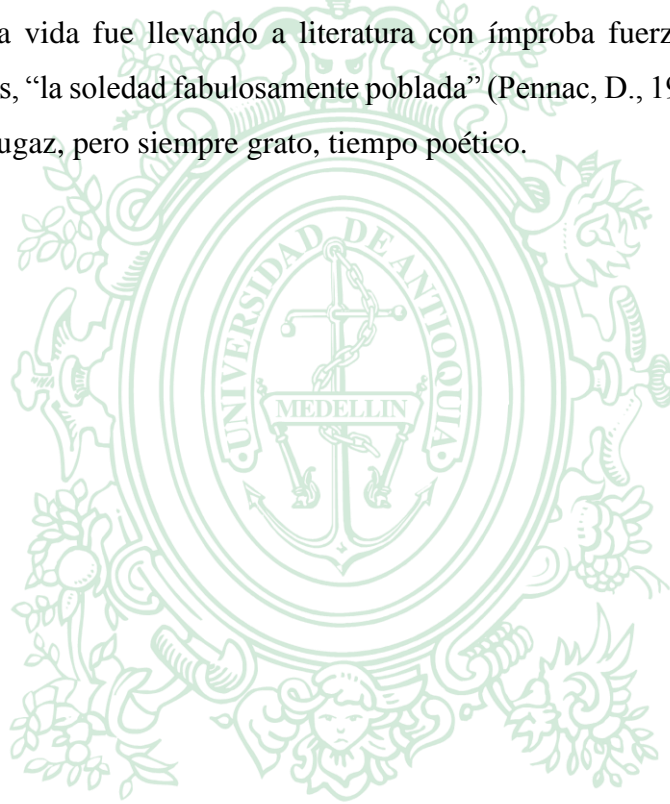 a vida fue llevando a literatura con ímproba fuerz
s, “la soledad fabulosamente poblada” (Pennac, D., 19
ugaz, pero siempre grato, tiempo poético.
UNIVERSIDAD DE ANTIOQUIA
MEDELLIN